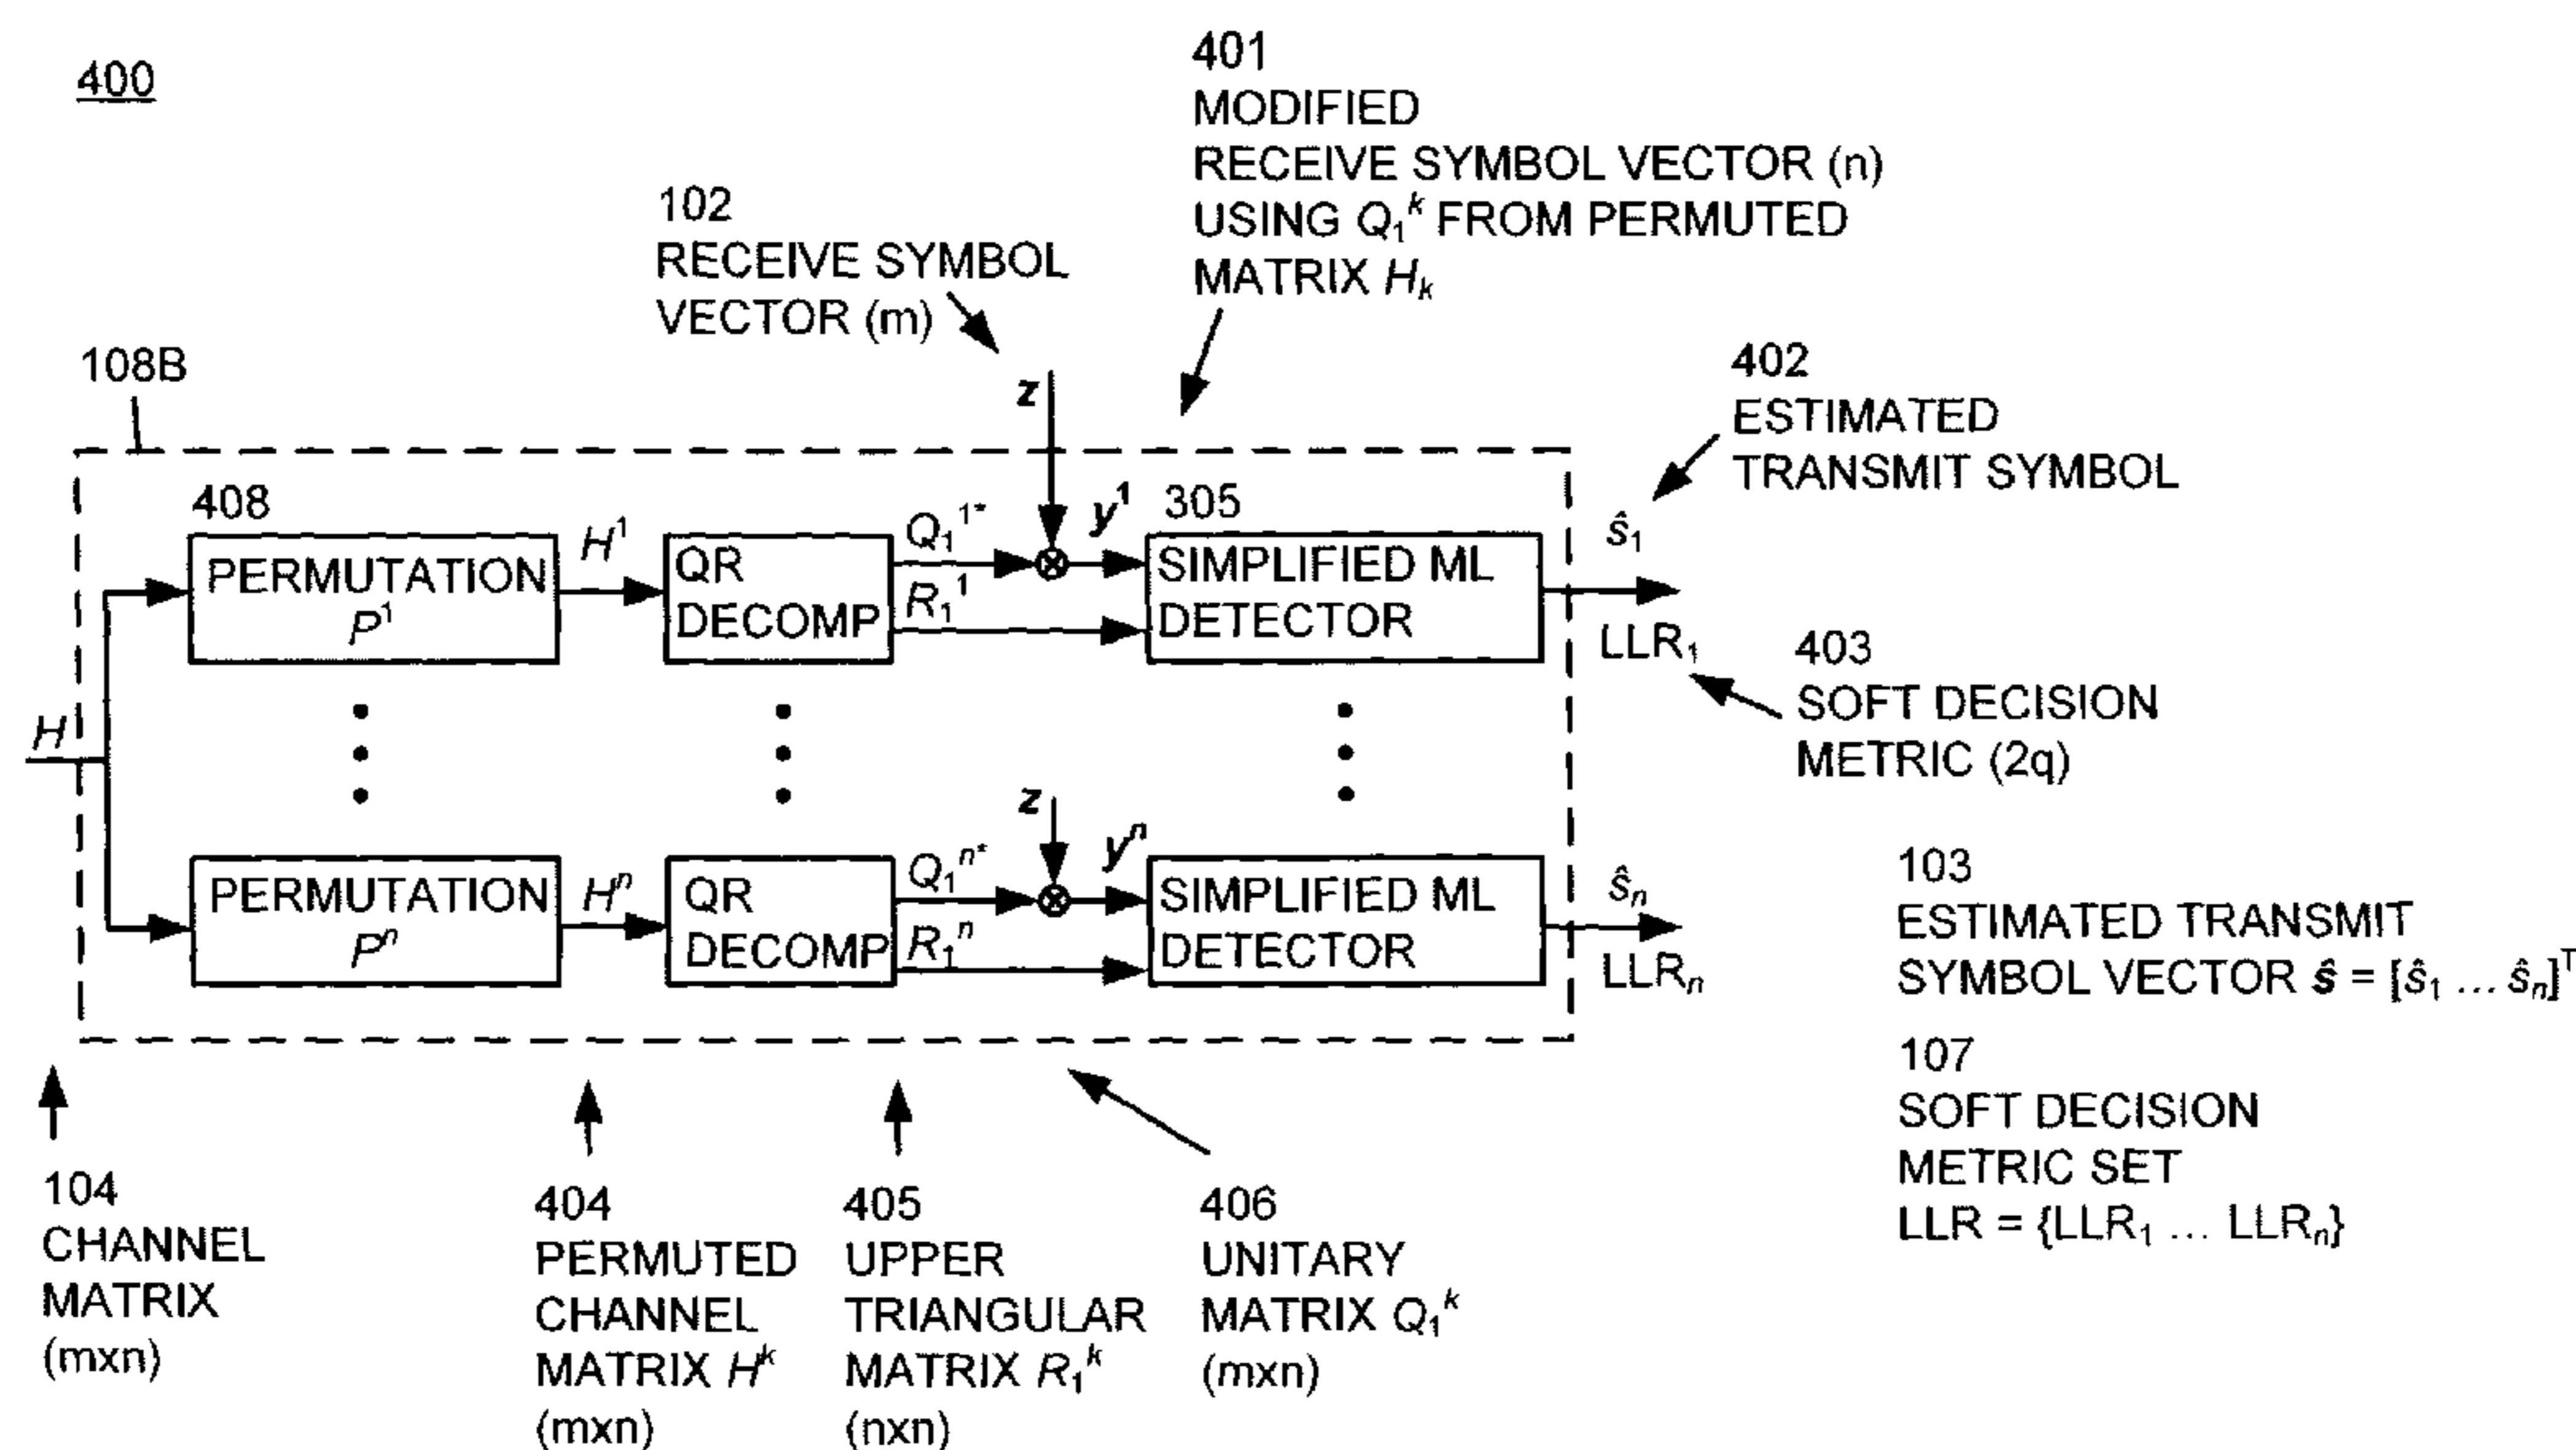 400
401
MODIFIED
RECEIVE SYMBOL VECTOR (n)
USING Q₁ᵏ FROM PERMUTED
MATRIX Hₖ
102
RECEIVE SYMBOL
VECTOR (m)
108B
z
402
ESTIMATED
TRANSMIT SYMBOL
408
PERMUTATION
P¹
H¹
QR
DECOMP
Q₁¹*
R₁¹
y¹
305
SIMPLIFIED ML
DETECTOR
ŝ₁
LLR₁
403
SOFT DECISION
METRIC (2q)
H
z
PERMUTATION
Pⁿ
Hⁿ
QR
DECOMP
Q₁ⁿ*
R₁ⁿ
yⁿ
SIMPLIFIED ML
DETECTOR
ŝₙ
LLRₙ
103
ESTIMATED TRANSMIT
SYMBOL VECTOR ŝ = [ŝ₁ ... ŝₙ]ᵀ
107
SOFT DECISION
METRIC SET
LLR = {LLR₁ ... LLRₙ}
104
CHANNEL
MATRIX
(mxn)
404
PERMUTED
CHANNEL
MATRIX Hᵏ
(mxn)
405
UPPER
TRIANGULAR
MATRIX R₁ᵏ
(nxn)
406
UNITARY
MATRIX Q₁ᵏ
(mxn)